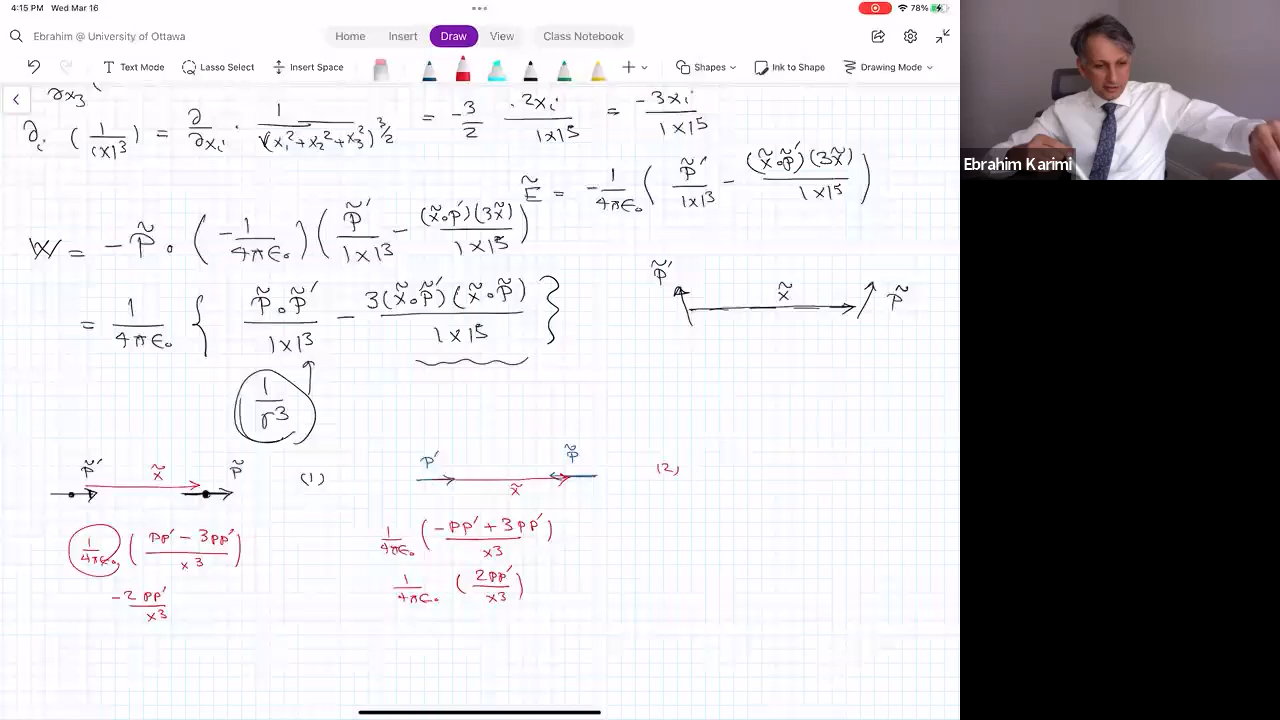 4:15 PM Wed Mar 16
78%
Ebrahim @ University of Ottawa
Home Insert Draw View Class Notebook
Text Mode Lasso Select Insert Space Shapes Ink to Shape Drawing Mode
Ebrahim Karimi
∂x₃
∂ᵢ (1/|x|³) = ∂/∂xᵢ · 1/(x₁²+x₂²+x₃²)^3/2 = -3/2 · 2xᵢ/|x|⁵ = -3xᵢ/|x|⁵
Ẽ = -1/4πε₀ ( p̃'/|x|³ - (x̃∘p̃')(3x̃)/|x|⁵ )
W = -p̃ ∘ (-1/4πε₀) ( p̃'/|x|³ - (x̃∘p')(3x̃)/|x|⁵ )
= 1/4πε₀ { p̃∘p̃'/|x|³ - 3(x̃∘p̃')(x̃∘p̃)/|x|⁵ }
p̃' x̃ p̃
1/r³
p̃' x̃ p̃ (1)
p' x̃ p̃ (2)
1/4πε₀ ( pp' - 3pp' / x³ )
1/4πε₀ ( -pp' + 3pp' / x³ )
-2pp'/x³
1/4πε₀ ( 2pp'/x³ )